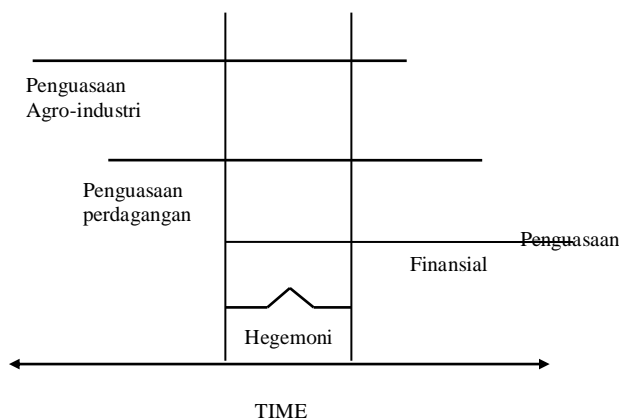 Penguasaan
Agro-industri
Penguasaan
perdagangan
Penguasaan
Finansial
Hegemoni
TIME